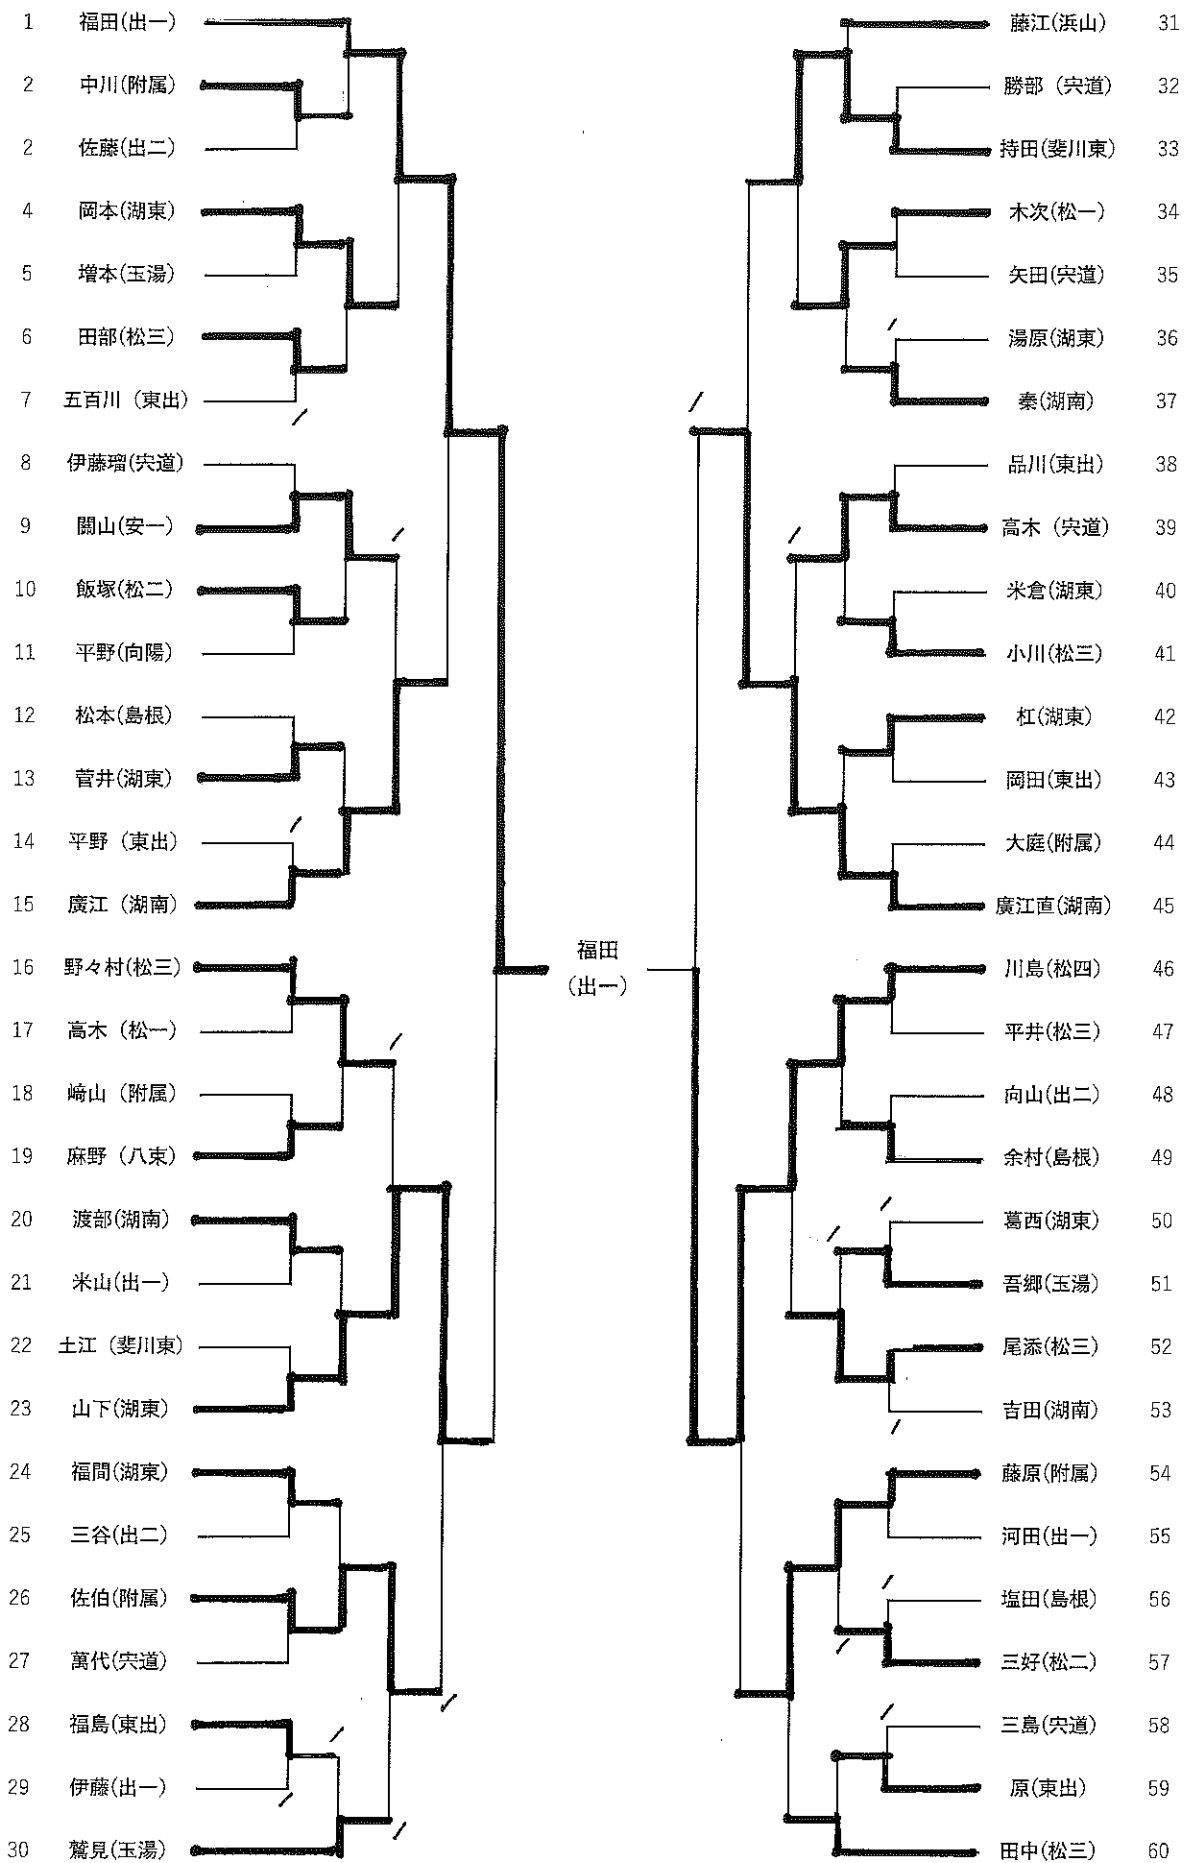 1 福田(出一)
2 中川(附属)
2 佐藤(出二)
4 岡本(湖東)
5 増本(玉湯)
6 田部(松三)
7 五百川 (東出)
8 伊藤瑠(宍道)
9 關山(安一)
10 飯塚(松二)
11 平野(向陽)
12 松本(島根)
13 菅井(湖東)
14 平野 (東出)
15 廣江 (湖南)
16 野々村(松三)
17 高木 (松一)
18 﨑山 (附属)
19 麻野 (八束)
20 渡部(湖南)
21 米山(出一)
22 土江 (斐川東)
23 山下(湖東)
24 福間(湖東)
25 三谷(出二)
26 佐伯(附属)
27 萬代(宍道)
28 福島(東出)
29 伊藤(出一)
30 鷲見(玉湯)
福田
(出一)
藤江(浜山) 31
勝部 (宍道) 32
持田(斐川東) 33
木次(松一) 34
矢田(宍道) 35
湯原(湖東) 36
秦(湖南) 37
品川(東出) 38
高木 (宍道) 39
米倉(湖東) 40
小川(松三) 41
杠(湖東) 42
岡田(東出) 43
大庭(附属) 44
廣江直(湖南) 45
川島(松四) 46
平井(松三) 47
向山(出二) 48
余村(島根) 49
葛西(湖東) 50
吾郷(玉湯) 51
尾添(松三) 52
吉田(湖南) 53
藤原(附属) 54
河田(出一) 55
塩田(島根) 56
三好(松二) 57
三島(宍道) 58
原(東出) 59
田中(松三) 60